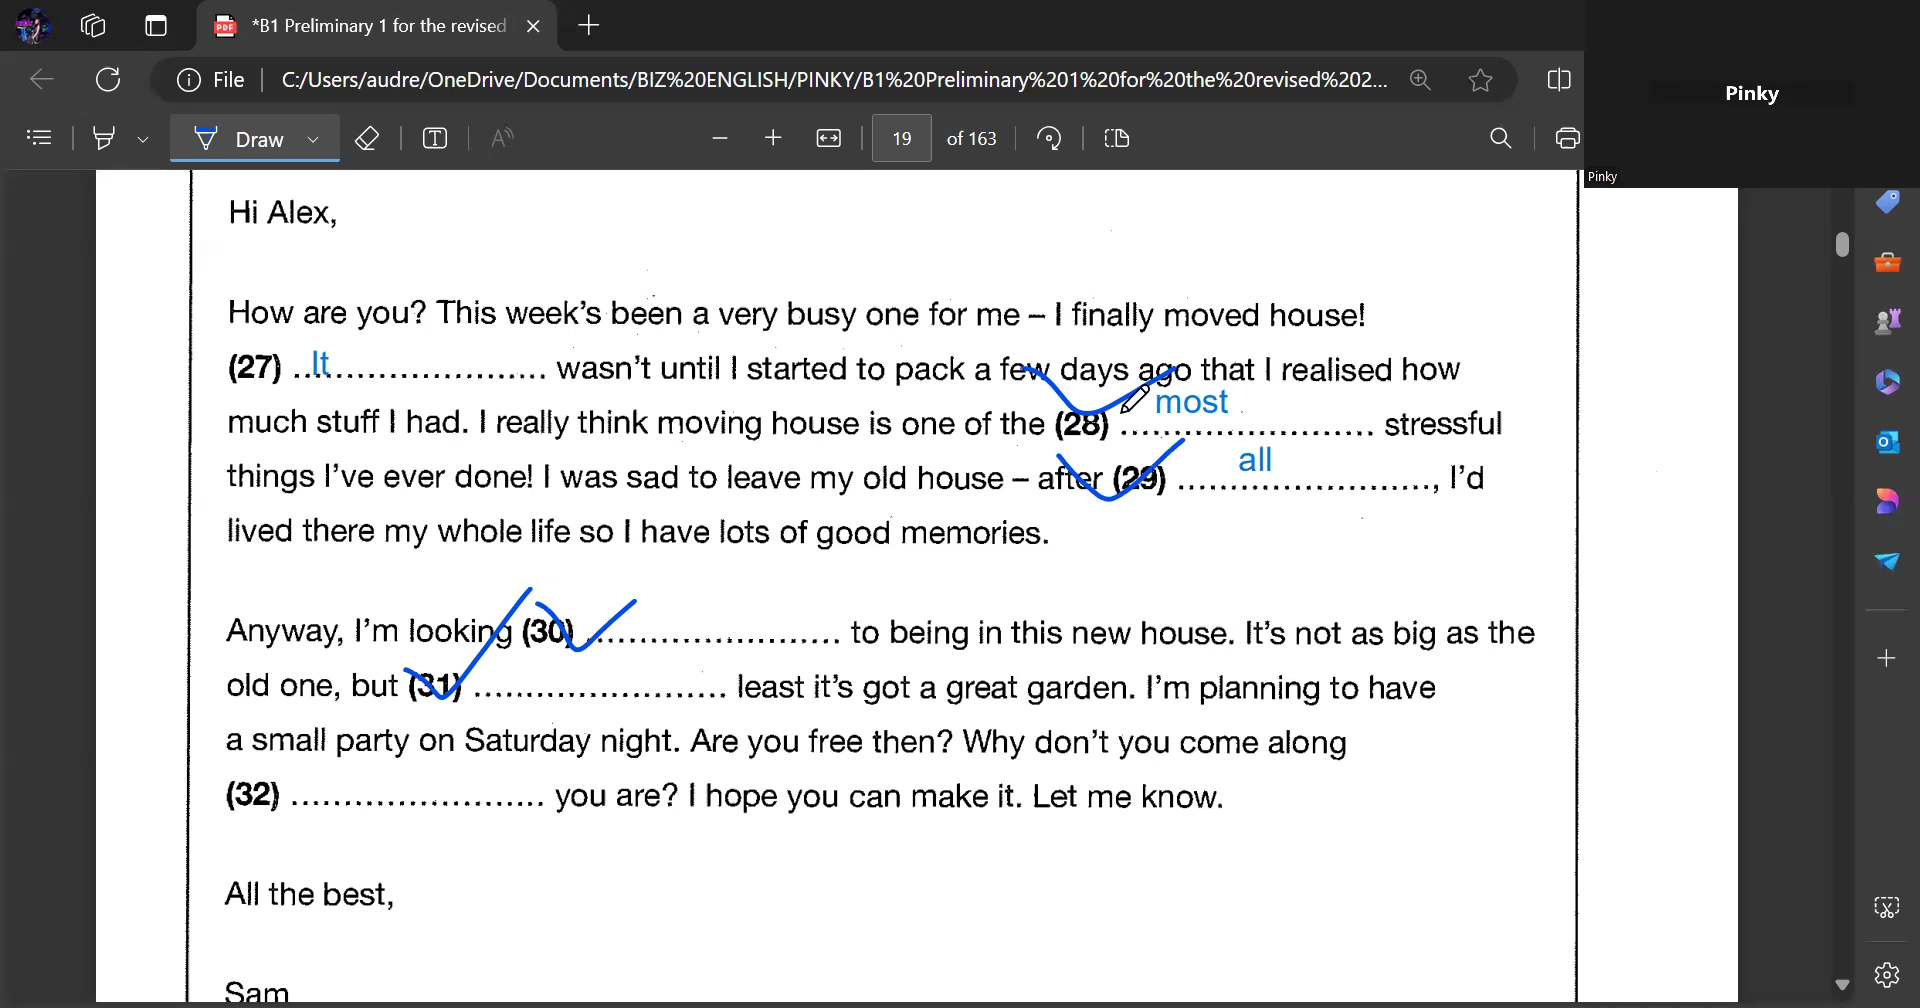 *B1 Preliminary 1 for the revised
File C:/Users/audre/OneDrive/Documents/BIZ%20ENGLISH/PINKY/B1%20Preliminary%201%20for%20the%20revised%202...
Pinky
Draw 19 of 163
Pinky
Hi Alex,
How are you? This week's been a very busy one for me – I finally moved house!
(27) ..It........................ wasn't until I started to pack a few days ago that I realised how
most
much stuff I had. I really think moving house is one of the (28) ........................ stressful
all
things I've ever done! I was sad to leave my old house – after (29) ........................, I'd
lived there my whole life so I have lots of good memories.
Anyway, I'm looking (30) ........................ to being in this new house. It's not as big as the
old one, but (31) ........................ least it's got a great garden. I'm planning to have
a small party on Saturday night. Are you free then? Why don't you come along
(32) ........................ you are? I hope you can make it. Let me know.
All the best,
Sam